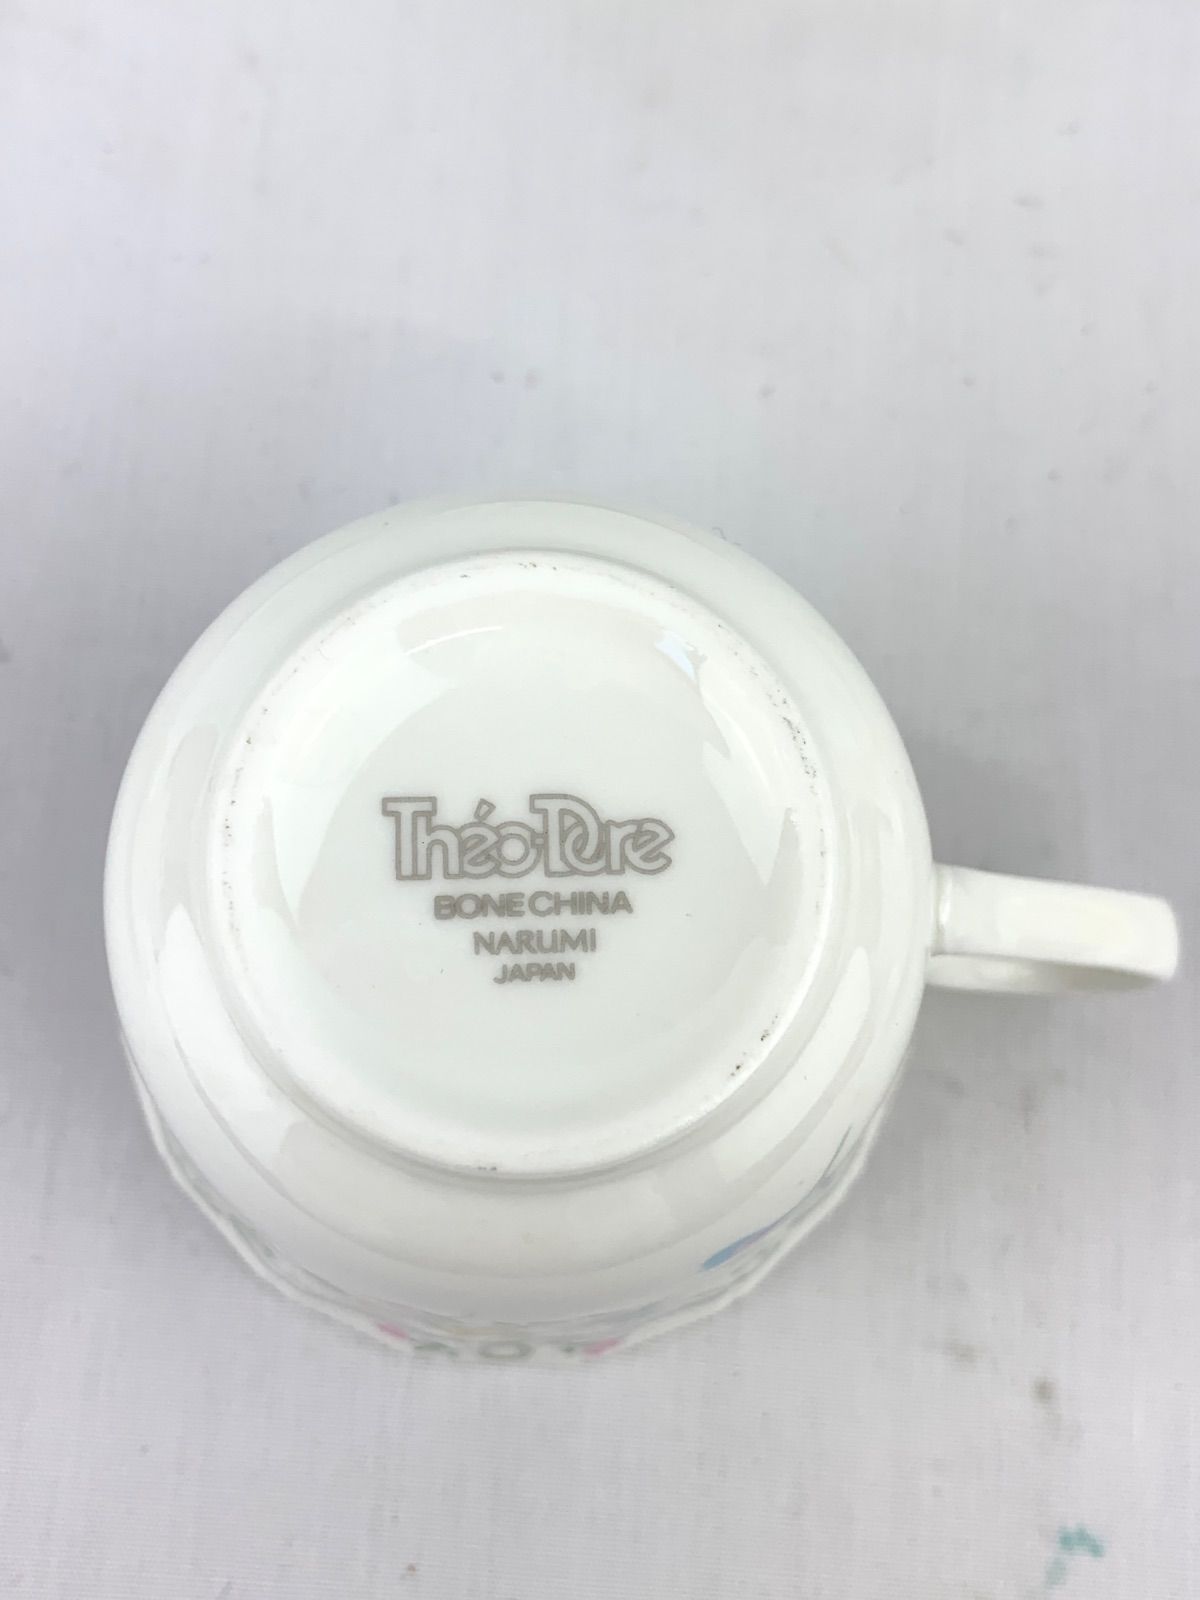 Théo-Dore
BONE CHINA
NARUMI
JAPAN